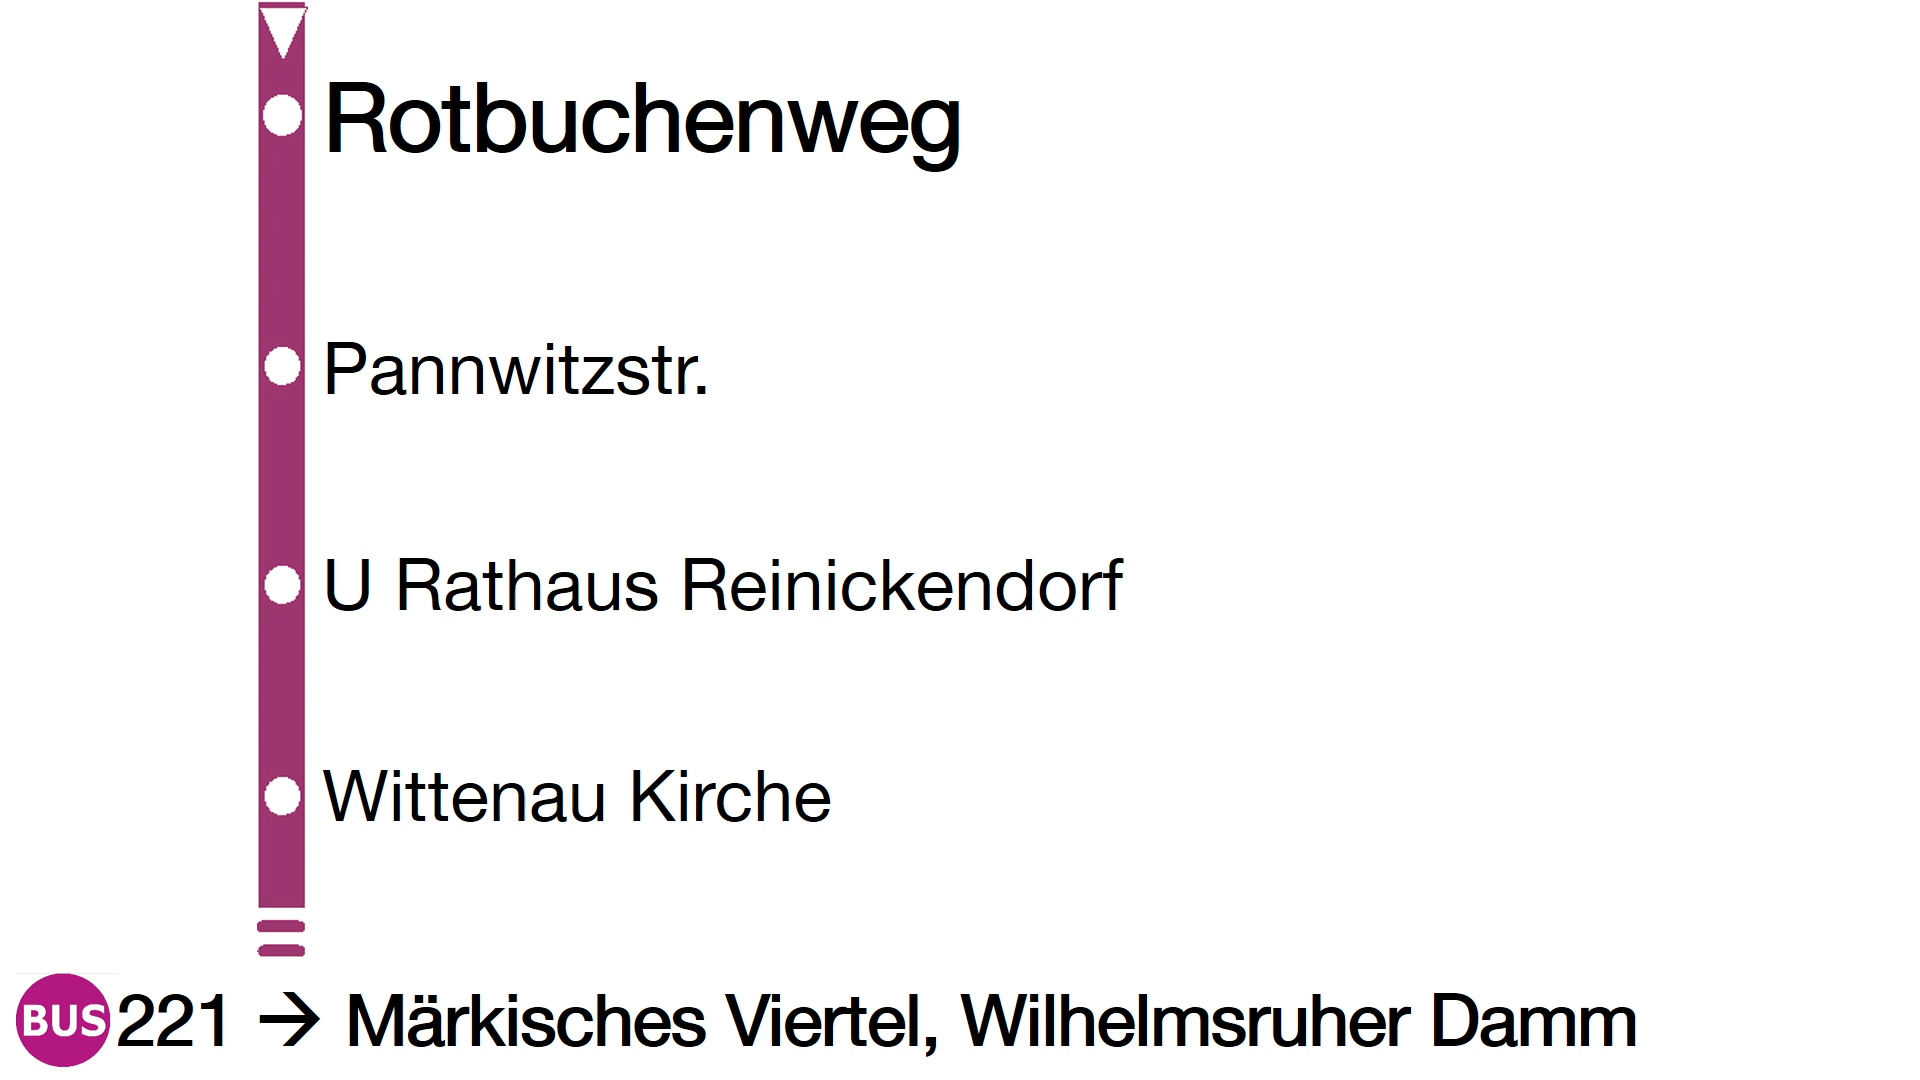 Rotbuchenweg
Pannwitzstr.
U Rathaus Reinickendorf
Wittenau Kirche
BUS 221 → Märkisches Viertel, Wilhelmsruher Damm